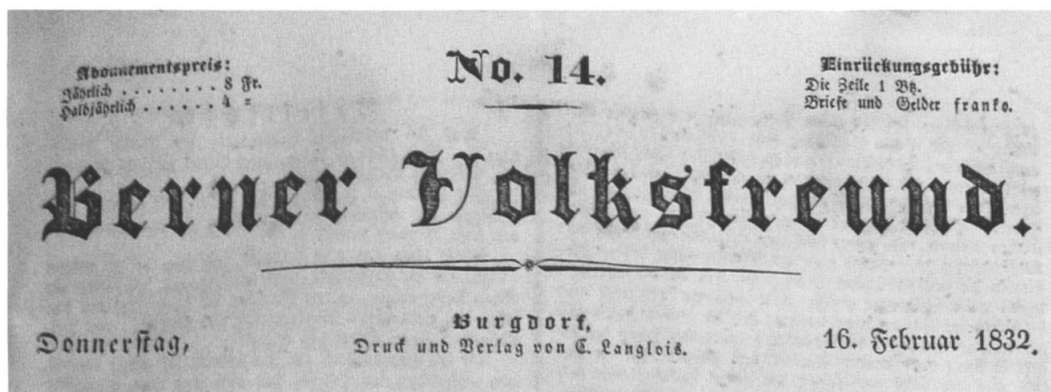 Abonnementspreis:
Jährlich . . . . . . . . 8 Fr.
Halbjährlich . . . . . . 4 =
No. 14.
Einrückungsgebühr:
Die Zeile 1 Btz.
Briefe und Gelder franko.
Berner Volksfreund.
Donnerstag,
Burgdorf,
Druck und Verlag von C. Langlois.
16. Februar 1832.